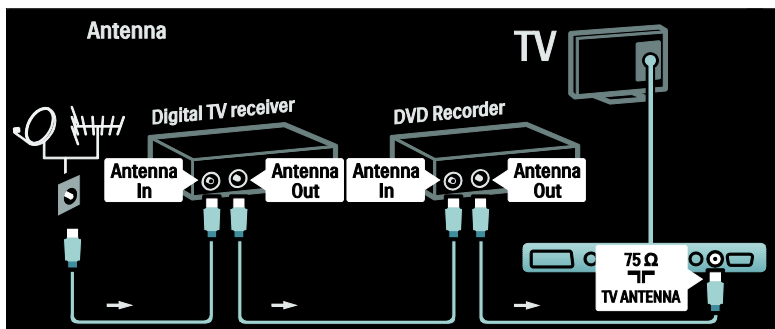 Antenna
TV
Digital TV receiver
DVD Recorder
Antenna
In
Antenna
Out
Antenna
In
Antenna
Out
75 Ω
TV ANTENNA